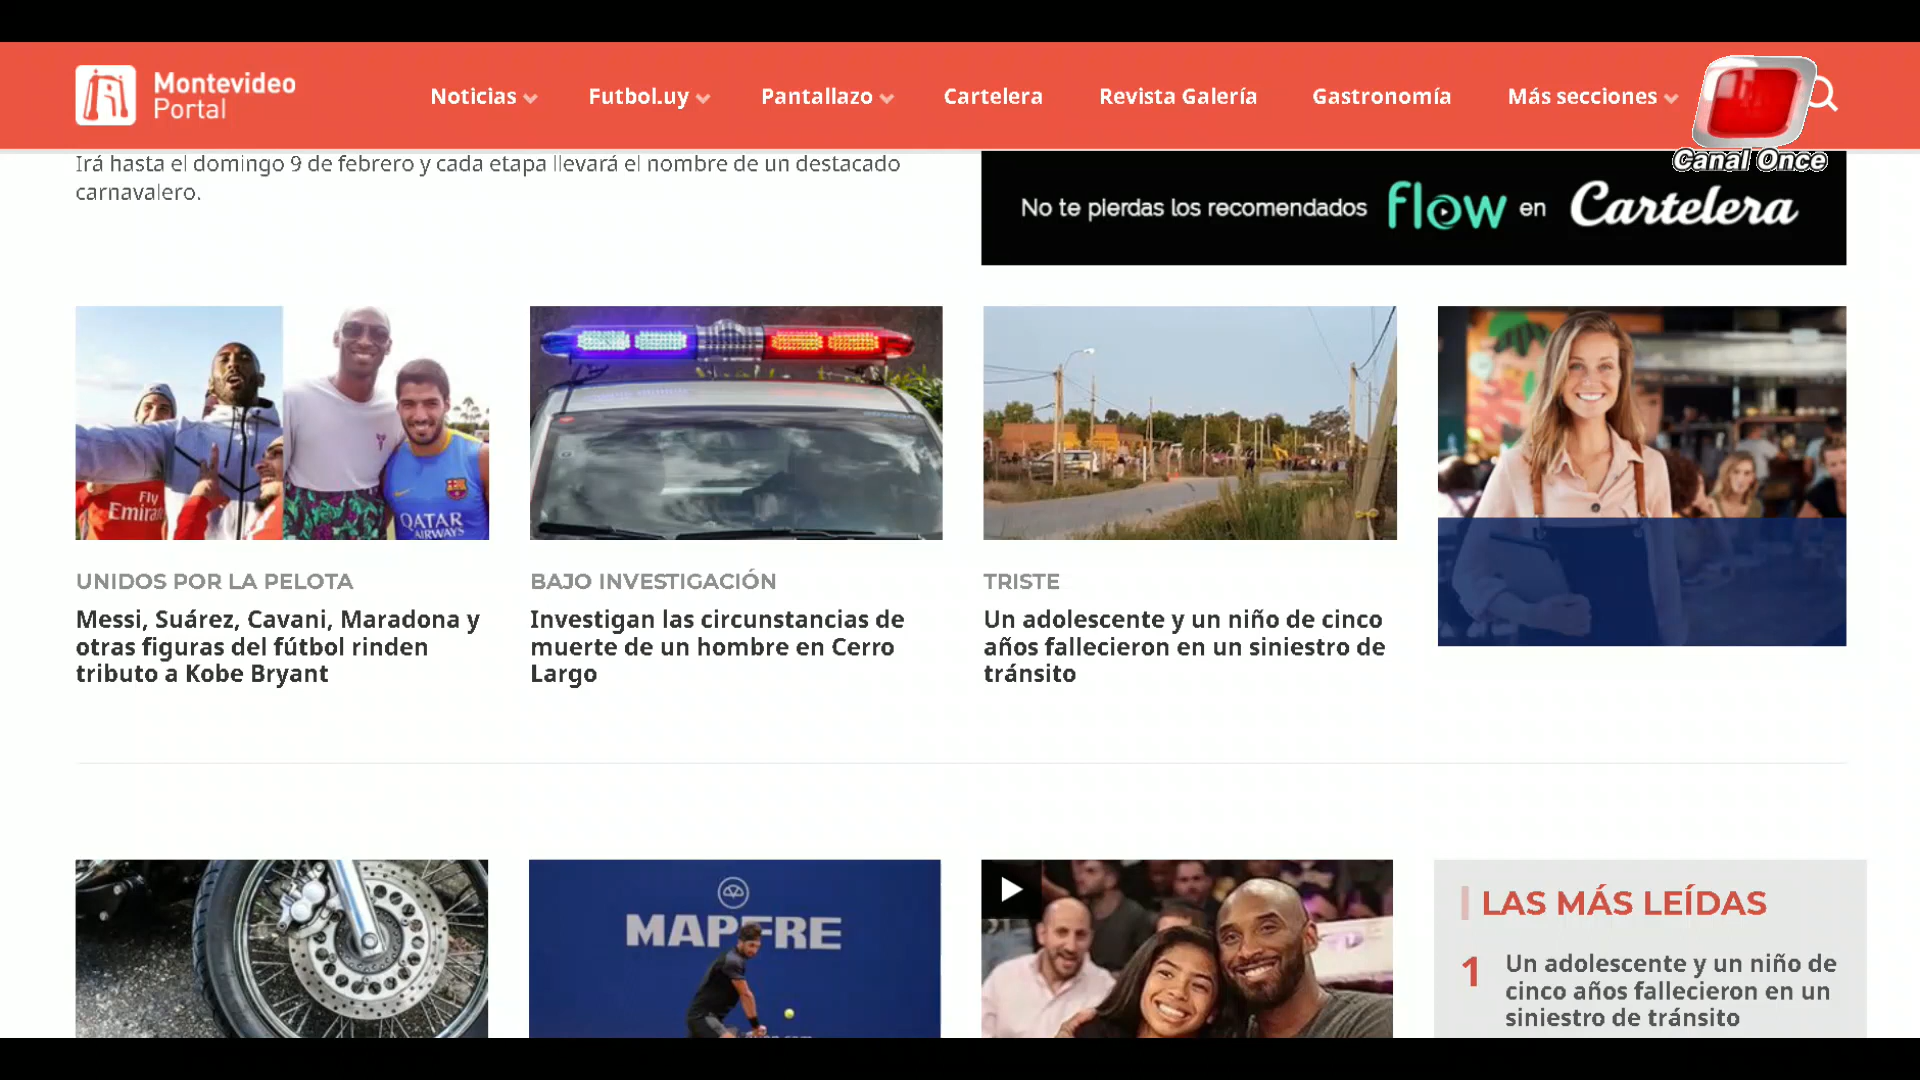 Montevideo
Portal
Noticias
Futbol.uy
Pantallazo
Cartelera
Revista Galería
Gastronomía
Más secciones
Canal Once
Irá hasta el domingo 9 de febrero y cada etapa llevará el nombre de un destacado
carnavalero.
No te pierdas los recomendados flow en Cartelera
Fly
Emirates
QATAR
AIRWAYS
UNIDOS POR LA PELOTA
Messi, Suárez, Cavani, Maradona y
otras figuras del fútbol rinden
tributo a Kobe Bryant
BAJO INVESTIGACIÓN
Investigan las circunstancias de
muerte de un hombre en Cerro
Largo
TRISTE
Un adolescente y un niño de cinco
años fallecieron en un siniestro de
tránsito
MAPFRE
LAS MÁS LEÍDAS
1 Un adolescente y un niño de
cinco años fallecieron en un
siniestro de tránsito